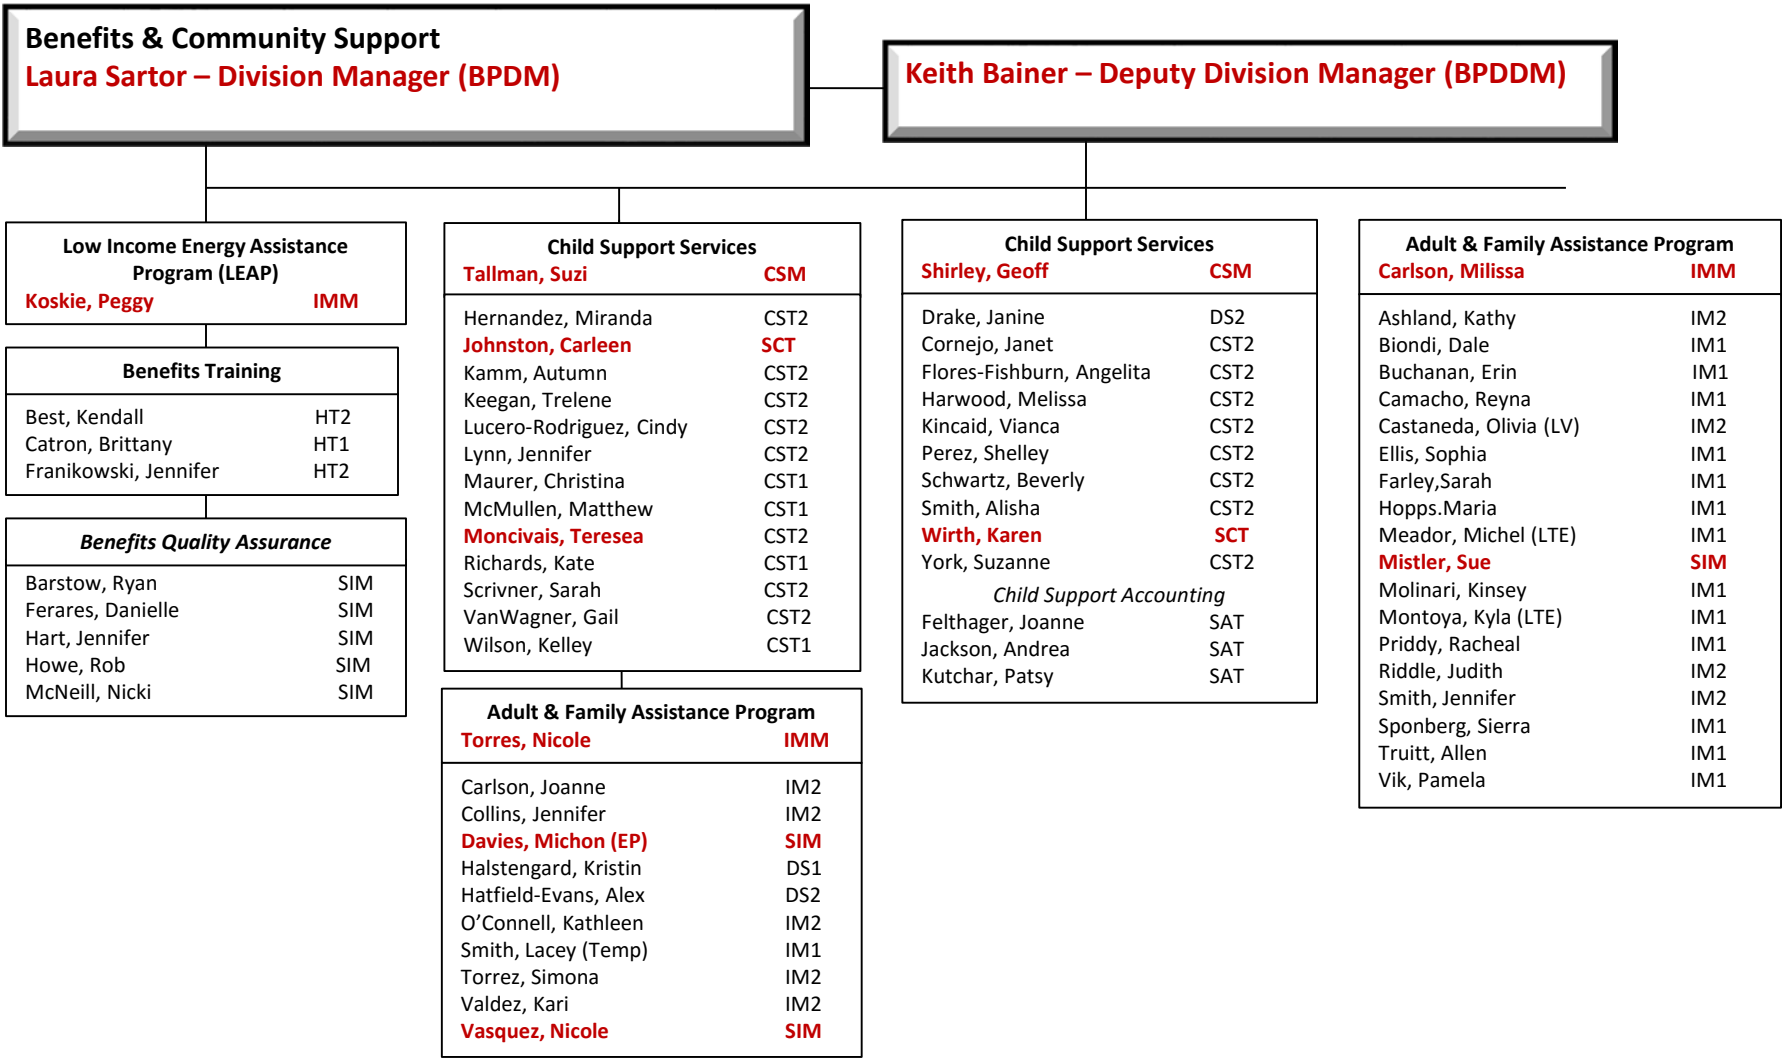 Benefits & Community Support
Laura Sartor – Division Manager (BPDM)
Keith Bainer – Deputy Division Manager (BPDDM)
Low Income Energy Assistance
Program (LEAP)
Koskie, Peggy IMM
Benefits Training
Best, Kendall HT2
Catron, Brittany HT1
Franikowski, Jennifer HT2
Benefits Quality Assurance
Barstow, Ryan SIM
Ferares, Danielle SIM
Hart, Jennifer SIM
Howe, Rob SIM
McNeill, Nicki SIM
Child Support Services
Tallman, Suzi CSM
Hernandez, Miranda CST2
Johnston, Carleen SCT
Kamm, Autumn CST2
Keegan, Trelene CST2
Lucero-Rodriguez, Cindy CST2
Lynn, Jennifer CST2
Maurer, Christina CST1
McMullen, Matthew CST1
Moncivais, Teresea CST2
Richards, Kate CST1
Scrivner, Sarah CST2
VanWagner, Gail CST2
Wilson, Kelley CST1
Adult & Family Assistance Program
Torres, Nicole IMM
Carlson, Joanne IM2
Collins, Jennifer IM2
Davies, Michon (EP) SIM
Halstengard, Kristin DS1
Hatfield-Evans, Alex DS2
O’Connell, Kathleen IM2
Smith, Lacey (Temp) IM1
Torrez, Simona IM2
Valdez, Kari IM2
Vasquez, Nicole SIM
Child Support Services
Shirley, Geoff CSM
Drake, Janine DS2
Cornejo, Janet CST2
Flores-Fishburn, Angelita CST2
Harwood, Melissa CST2
Kincaid, Vianca CST2
Perez, Shelley CST2
Schwartz, Beverly CST2
Smith, Alisha CST2
Wirth, Karen SCT
York, Suzanne CST2
Child Support Accounting
Felthager, Joanne SAT
Jackson, Andrea SAT
Kutchar, Patsy SAT
Adult & Family Assistance Program
Carlson, Milissa IMM
Ashland, Kathy IM2
Biondi, Dale IM1
Buchanan, Erin IM1
Camacho, Reyna IM1
Castaneda, Olivia (LV) IM2
Ellis, Sophia IM1
Farley,Sarah IM1
Hopps.Maria IM1
Meador, Michel (LTE) IM1
Mistler, Sue SIM
Molinari, Kinsey IM1
Montoya, Kyla (LTE) IM1
Priddy, Racheal IM1
Riddle, Judith IM2
Smith, Jennifer IM2
Sponberg, Sierra IM1
Truitt, Allen IM1
Vik, Pamela IM1